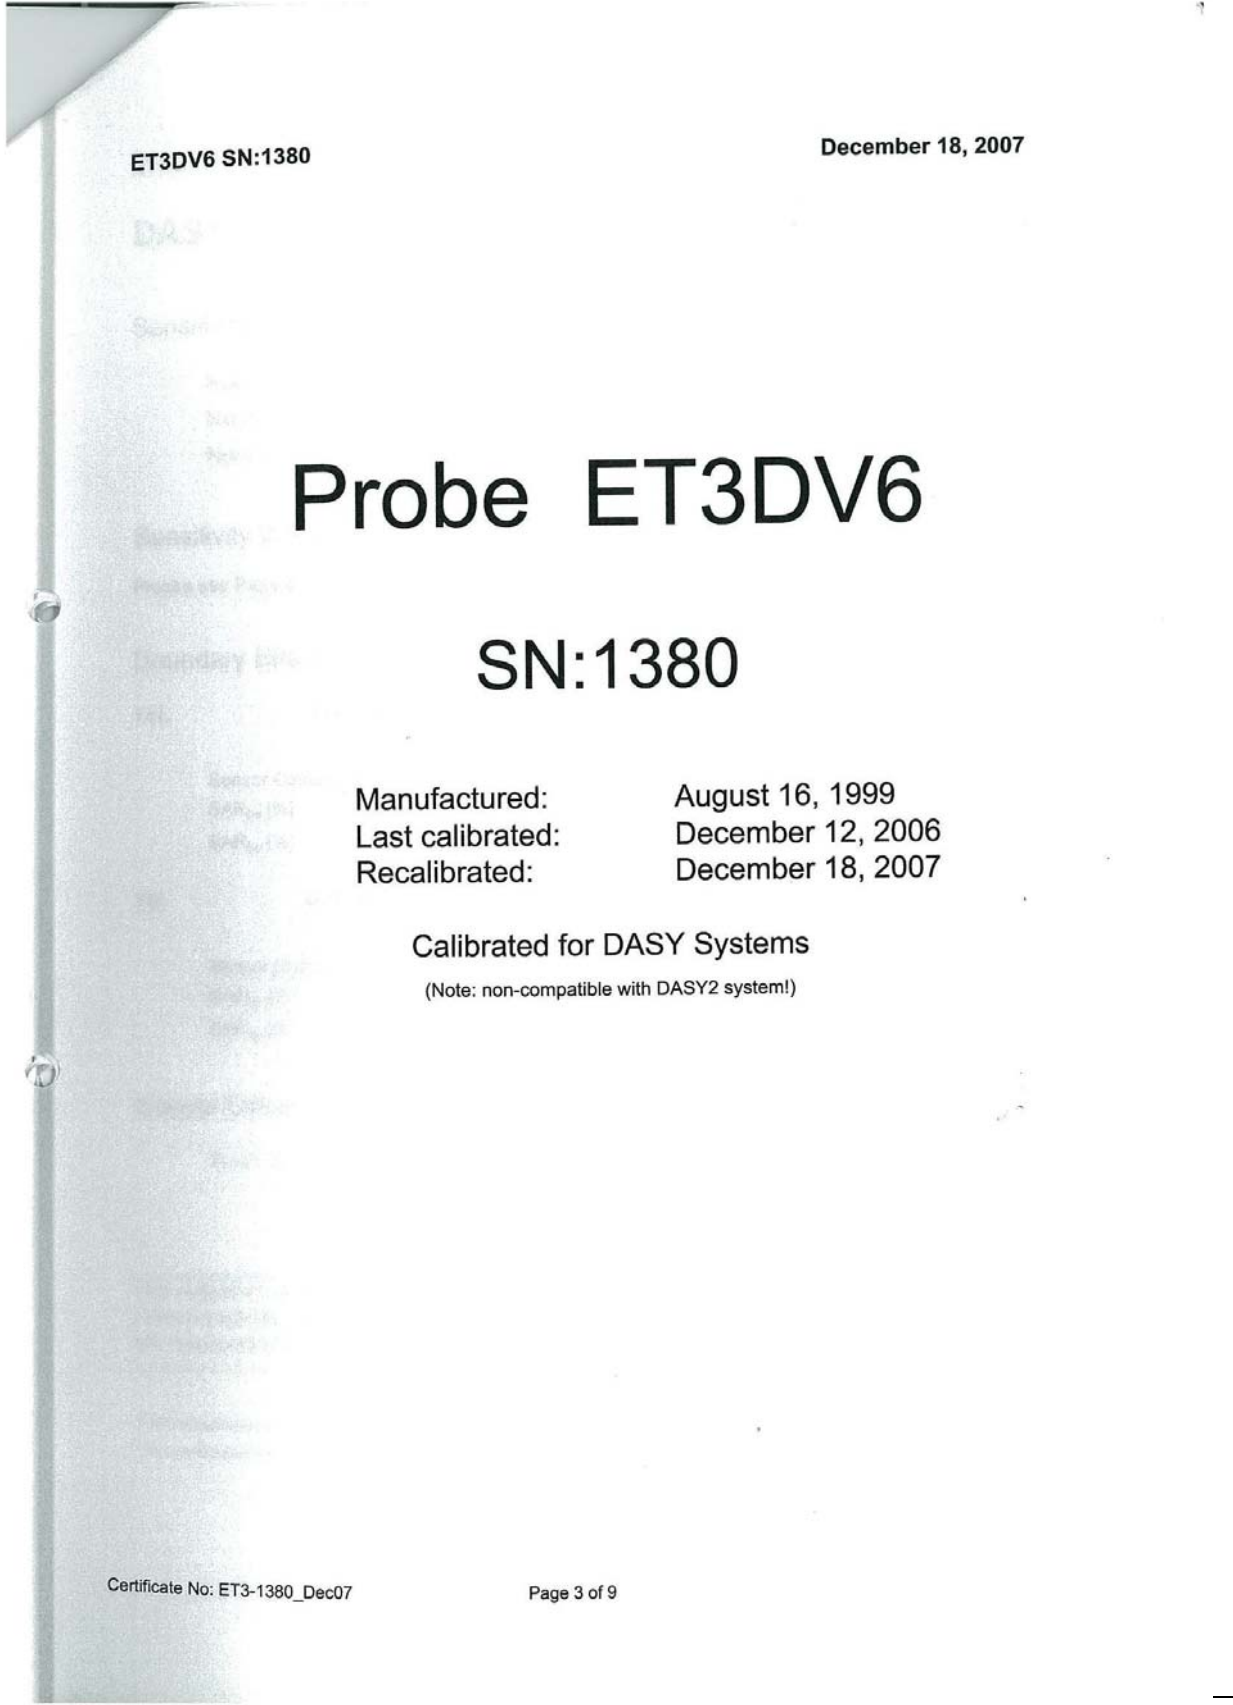 ET3DV6 SN:1380
December 18, 2007
Probe ET3DV6
SN:1380
Manufactured: August 16, 1999
Last calibrated: December 12, 2006
Recalibrated: December 18, 2007
Calibrated for DASY Systems
(Note: non-compatible with DASY2 system!)
Certificate No: ET3-1380_Dec07
Page 3 of 9